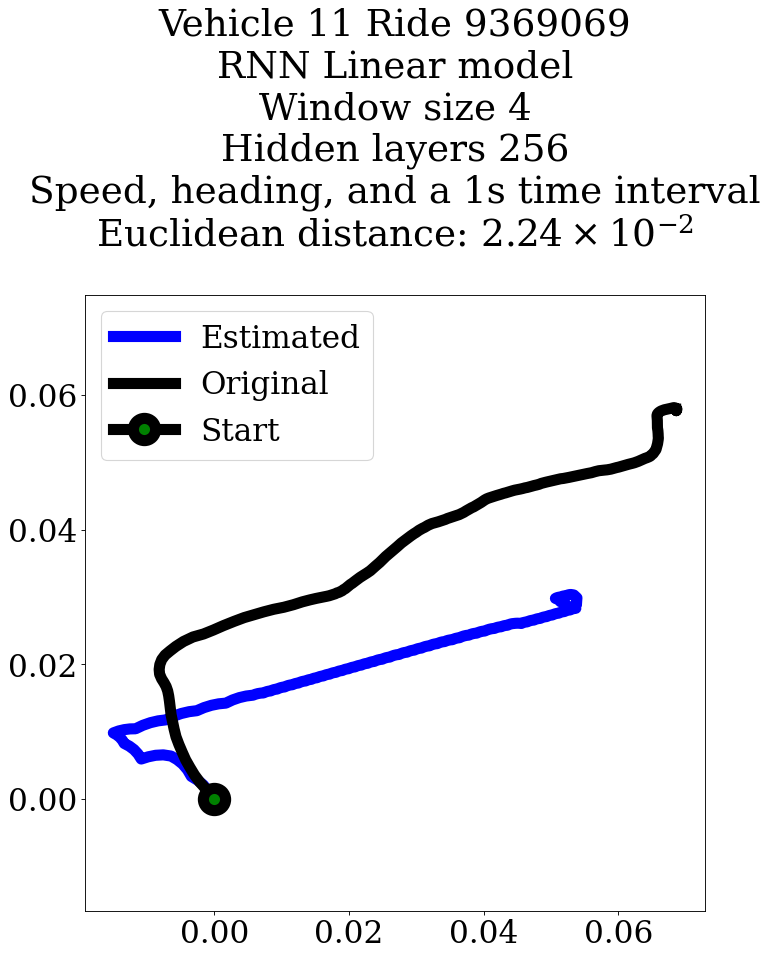 Vehicle 11 Ride 9369069
RNN Linear model
Window size 4
Hidden layers 256
Speed, heading, and a 1s time interval
Euclidean distance: 2.24 × 10⁻²
Estimated
Original
Start
0.06
0.04
0.02
0.00
0.00 0.02 0.04 0.06